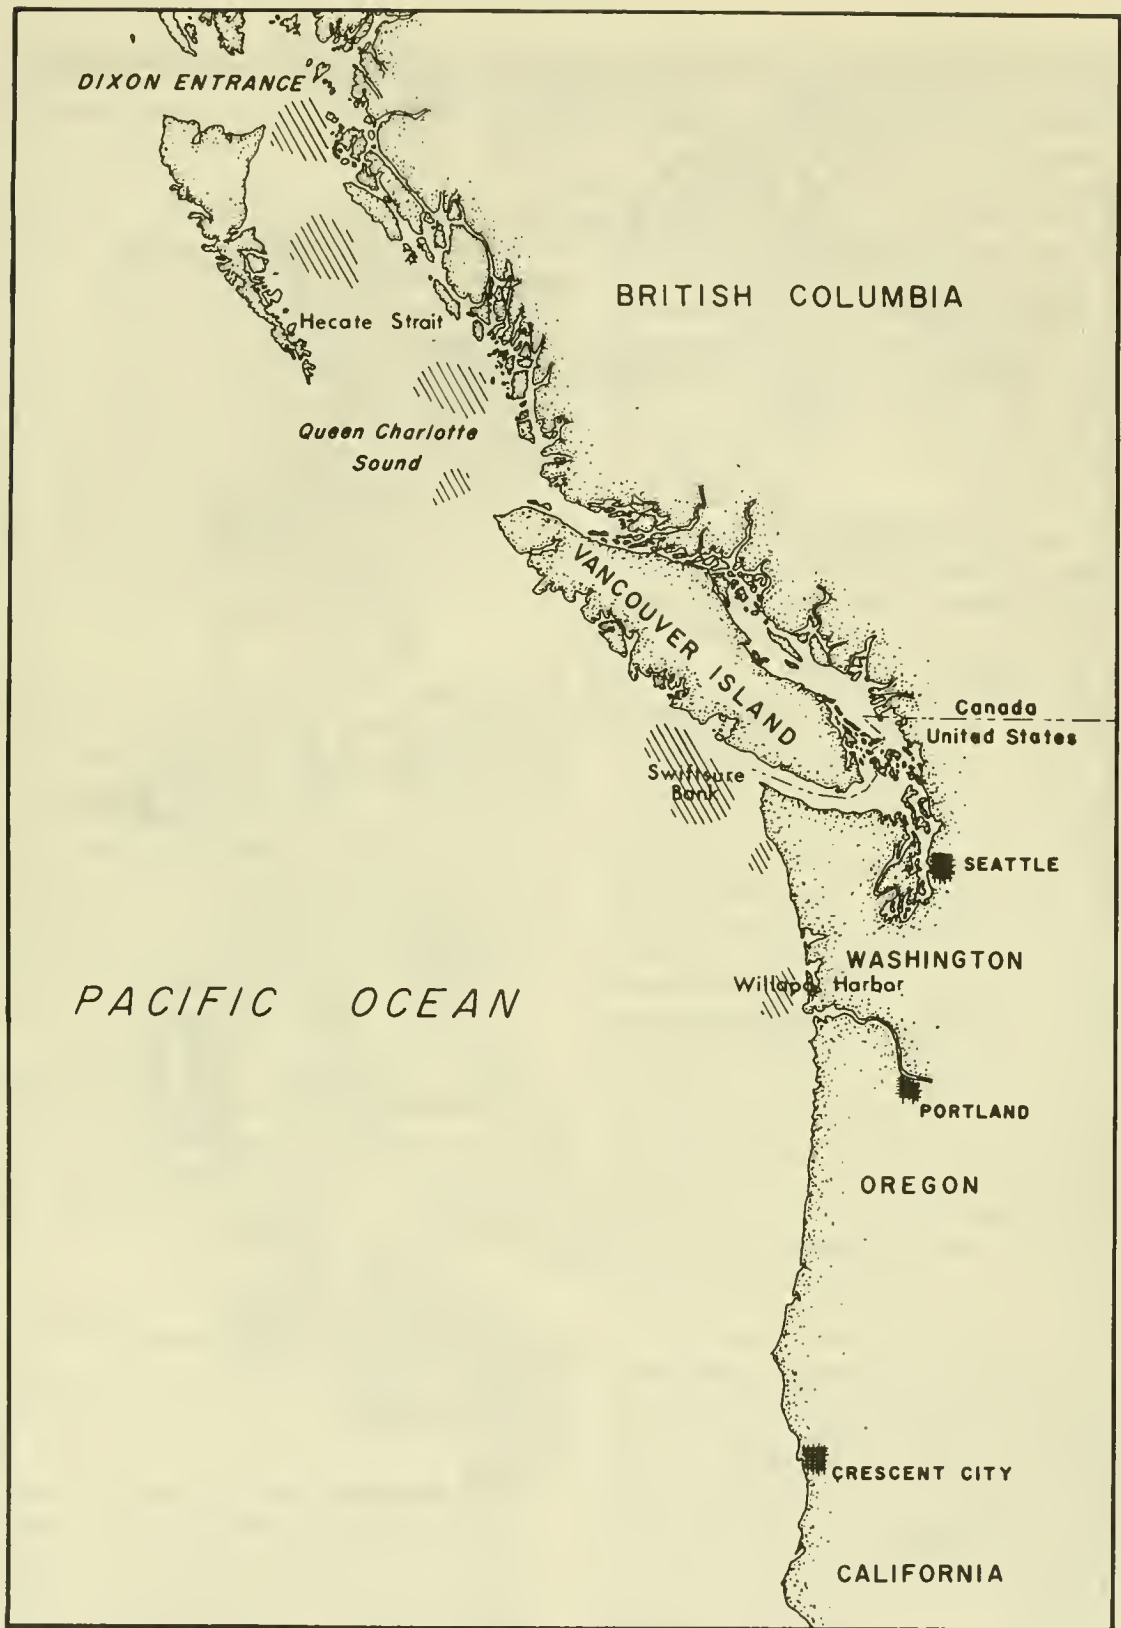 DIXON ENTRANCE
BRITISH COLUMBIA
Hecate Strait
Queen Charlotte
Sound
VANCOUVER ISLAND
Canada
United States
Swiftsure
Bank
SEATTLE
WASHINGTON
Willapa Harbor
PACIFIC OCEAN
PORTLAND
OREGON
CRESCENT CITY
CALIFORNIA